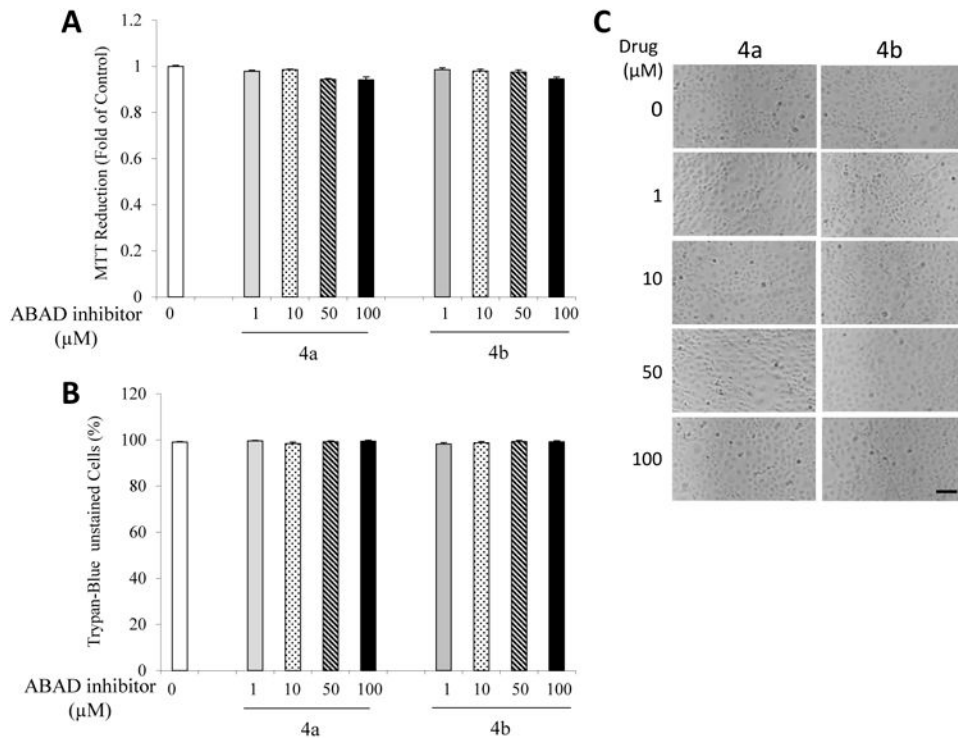 A
MTT Reduction (Fold of Control)
1.2
1
0.8
0.6
0.4
0.2
0
ABAD inhibitor
(µM)
0 1 10 50 100 1 10 50 100
4a 4b
B
Trypan-Blue unstained Cells (%)
120
100
80
60
40
20
0
ABAD inhibitor
(µM)
0 1 10 50 100 1 10 50 100
4a 4b
C
Drug
(µM)
4a 4b
0
1
10
50
100